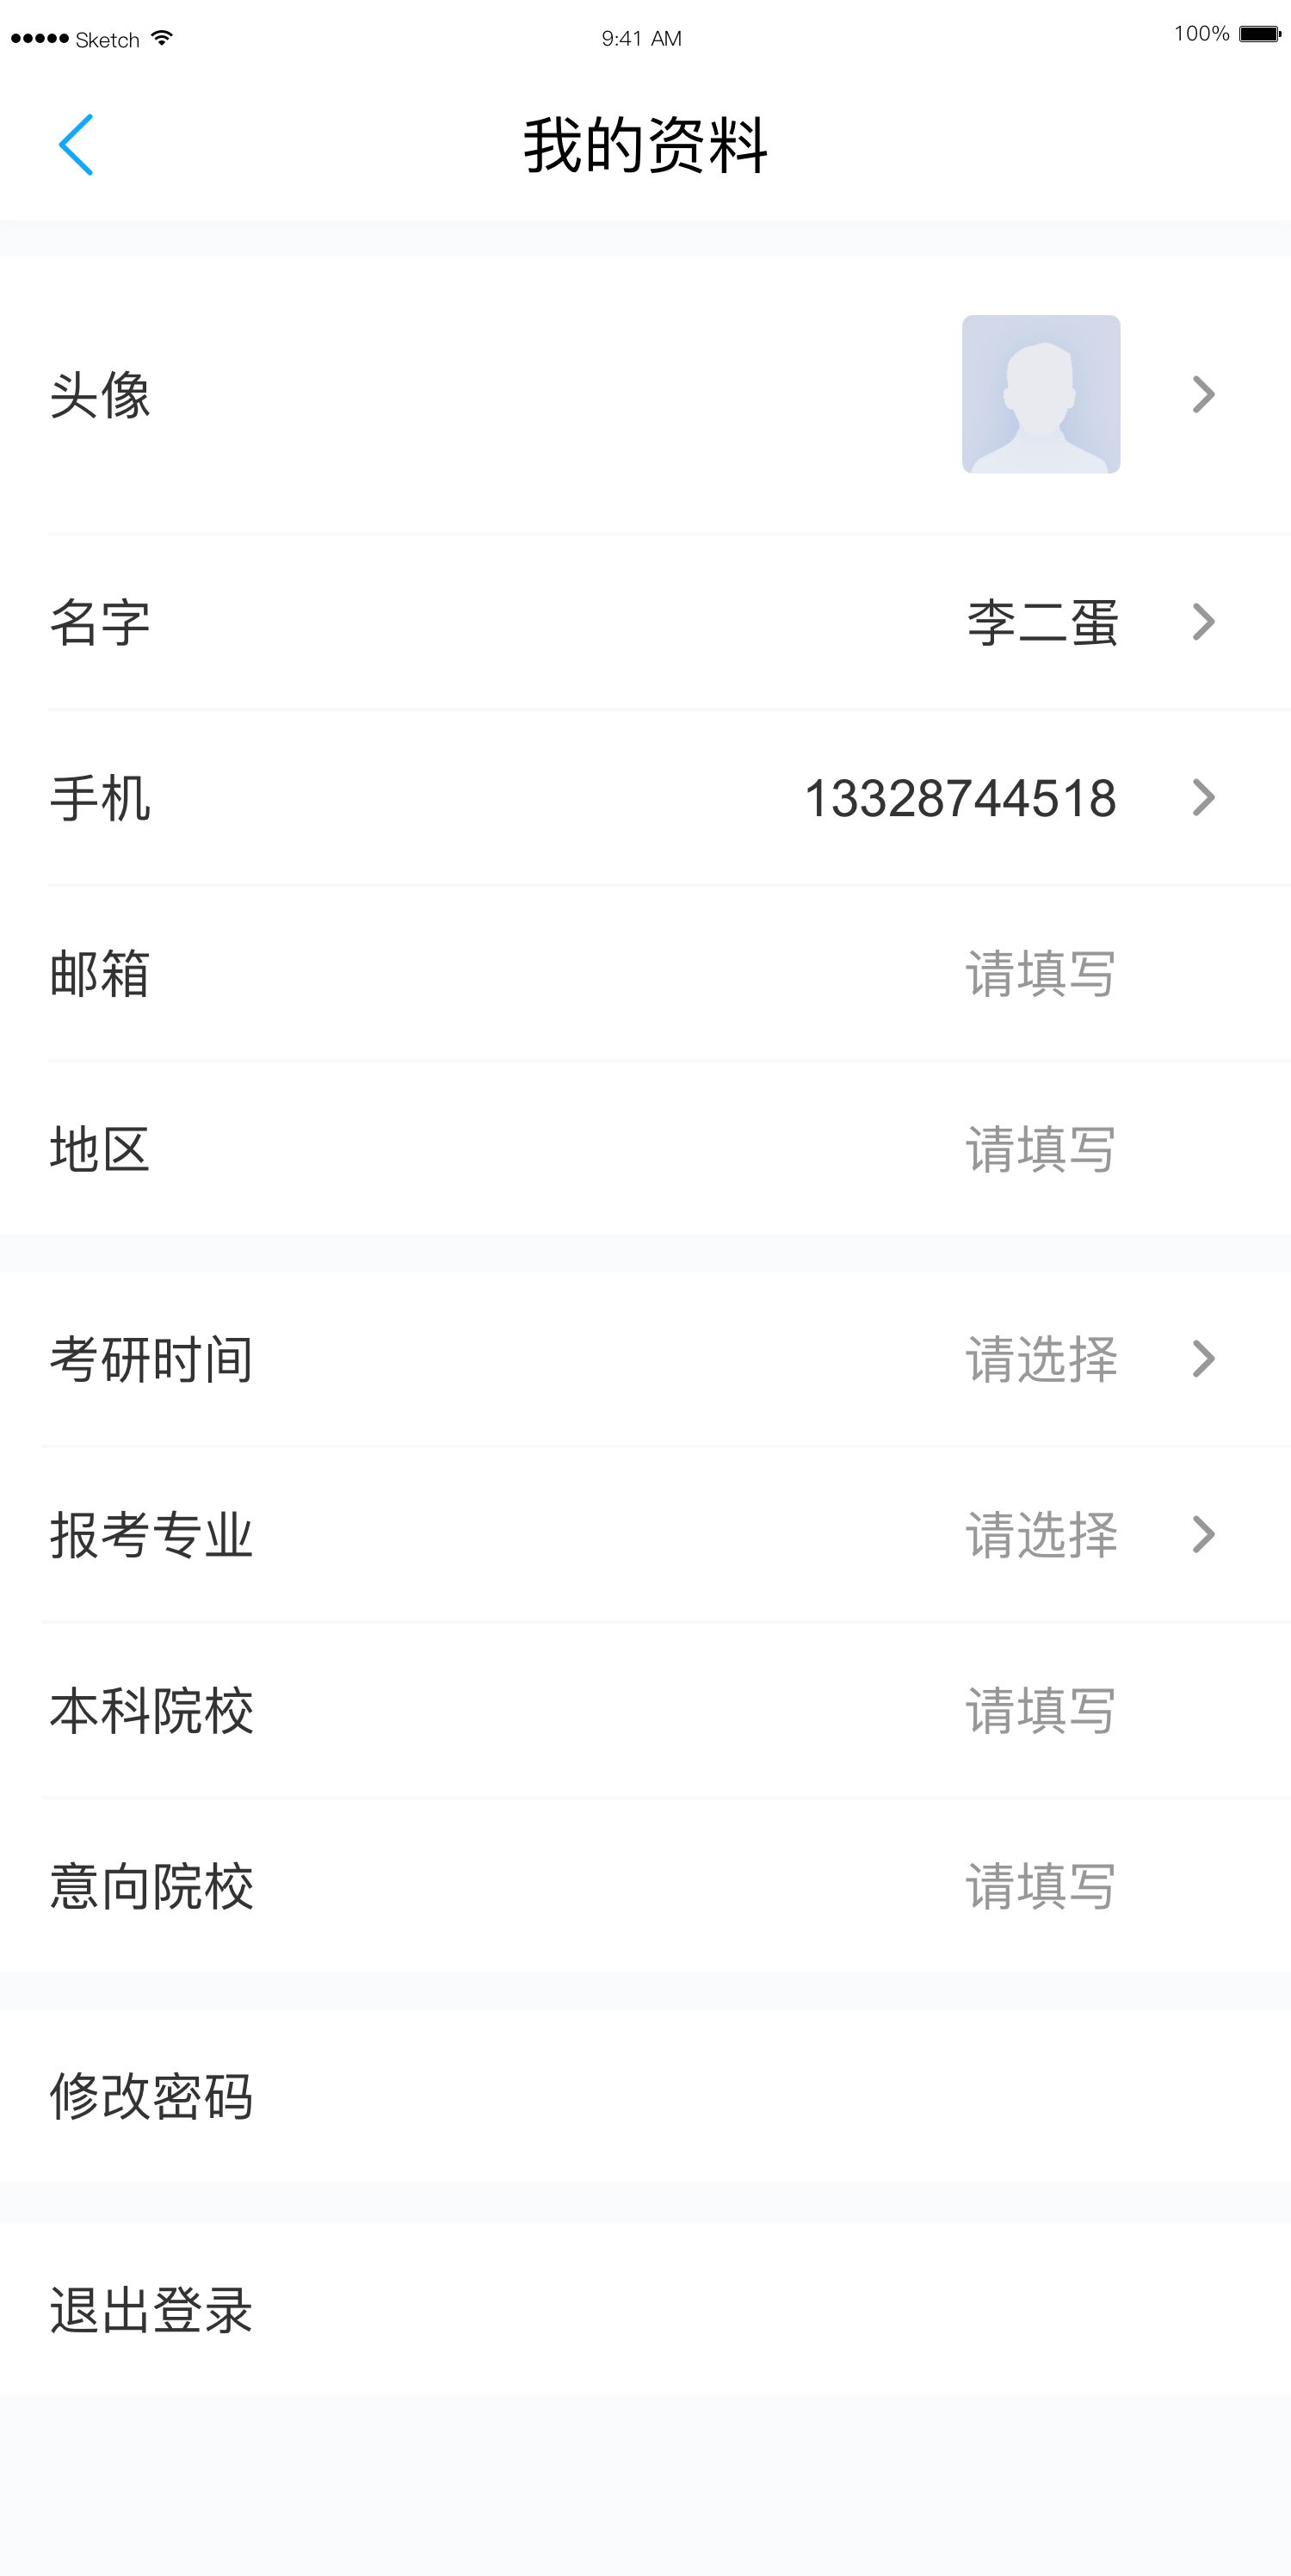 Sketch 9:41 AM 100%
我的资料
头像
名字 李二蛋
手机 13328744518
邮箱 请填写
地区 请填写
考研时间 请选择
报考专业 请选择
本科院校 请填写
意向院校 请填写
修改密码
退出登录